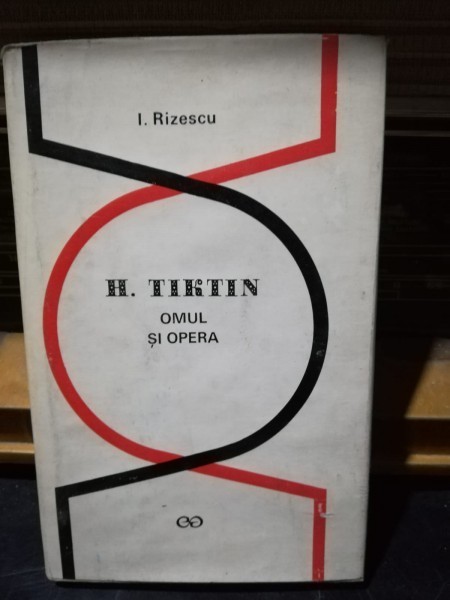 I. Rizescu
H. TIKTIN
OMUL
ȘI OPERA